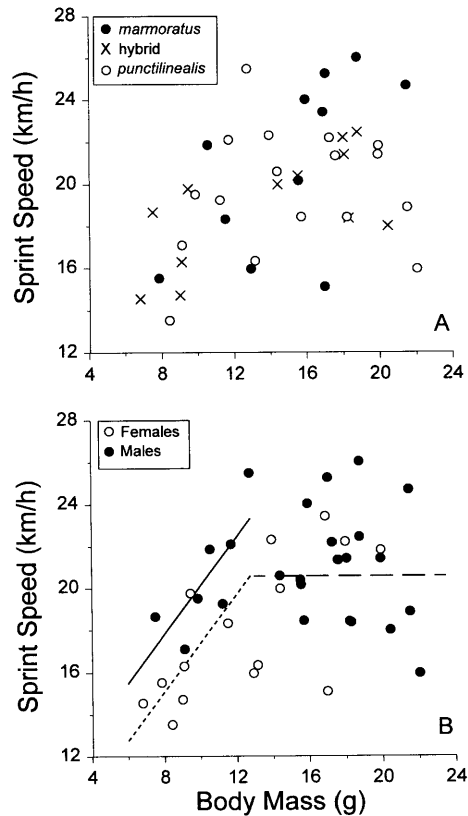 28
24
20
16
12
Sprint Speed (km/h)
● marmoratus
× hybrid
○ punctilinealis
A
4 8 12 16 20 24
28
24
20
16
12
Sprint Speed (km/h)
○ Females
● Males
B
4 8 12 16 20 24
Body Mass (g)